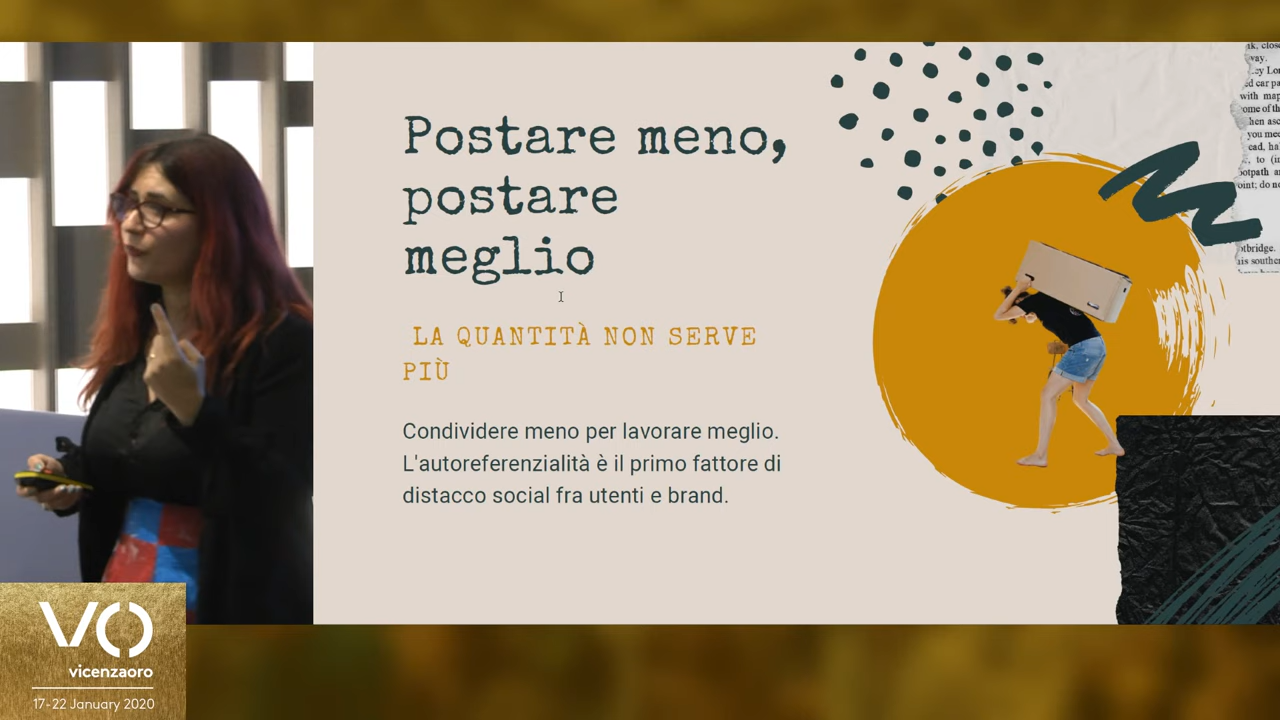 Postare meno,
postare
meglio
LA QUANTITÀ NON SERVE
PIÙ
Condividere meno per lavorare meglio.
L'autoreferenzialità è il primo fattore di
distacco social fra utenti e brand.
VO
vicenzaoro
17-22 January 2020